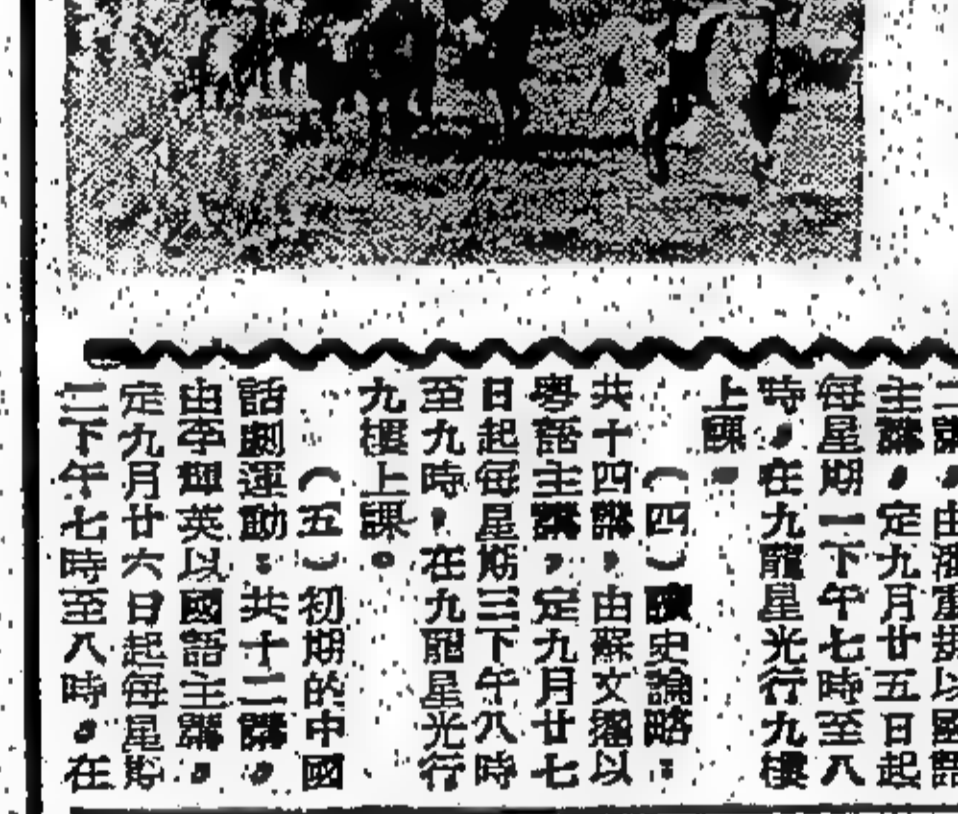 二講，由潘重規以國語
主講，定九月廿五日起
每星期一下午七時至八
時，在九龍星光行九樓
上課。
（四）讀史論略：
共十四講，由蘇文擢以
粵語主講，定九月廿七
日起每星期三下午八時
至九時，在九龍星光行
九樓上課。
（五）初期的中國
話劇運動：共十二講，
由李輝英以國語主講，
定九月廿六日起每星期
二下午七時至八時，在